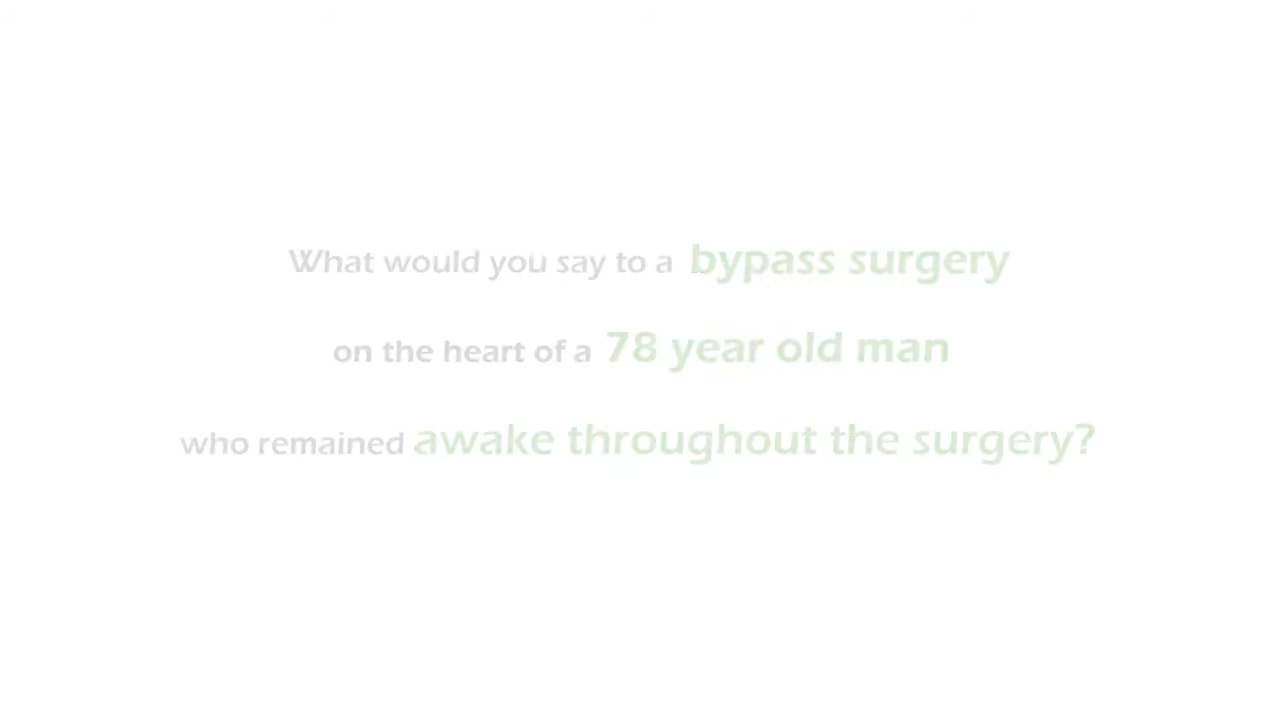 What would you say to a bypass surgery
on the heart of a 78 year old man
who remained awake throughout the surgery?